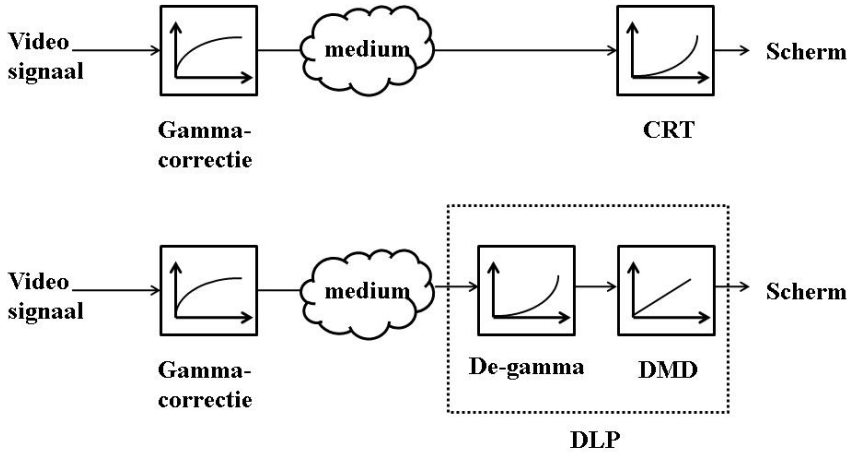 Video
signaal
medium
Scherm
Gamma-
correctie
CRT
Video
signaal
medium
Scherm
Gamma-
correctie
De-gamma
DMD
DLP